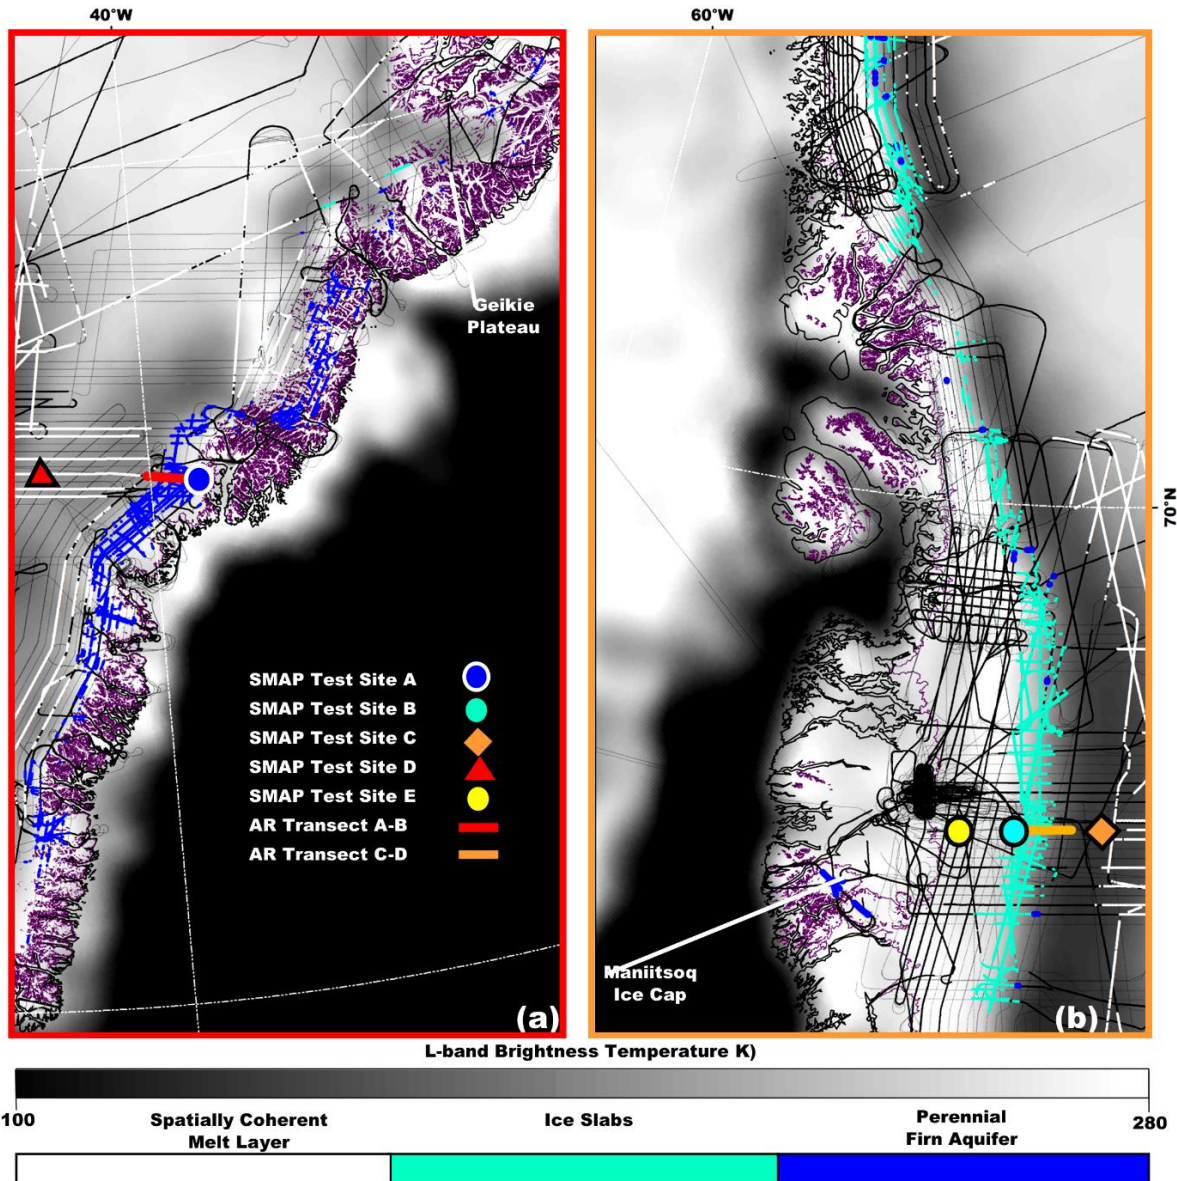 40°W
60°W
Geikie
Plateau
70°N
SMAP Test Site A
SMAP Test Site B
SMAP Test Site C
SMAP Test Site D
SMAP Test Site E
AR Transect A-B
AR Transect C-D
Maniitsoq
Ice Cap
(a)
(b)
L-band Brightness Temperature K)
100
280
Spatially Coherent
Melt Layer
Ice Slabs
Perennial
Firn Aquifer